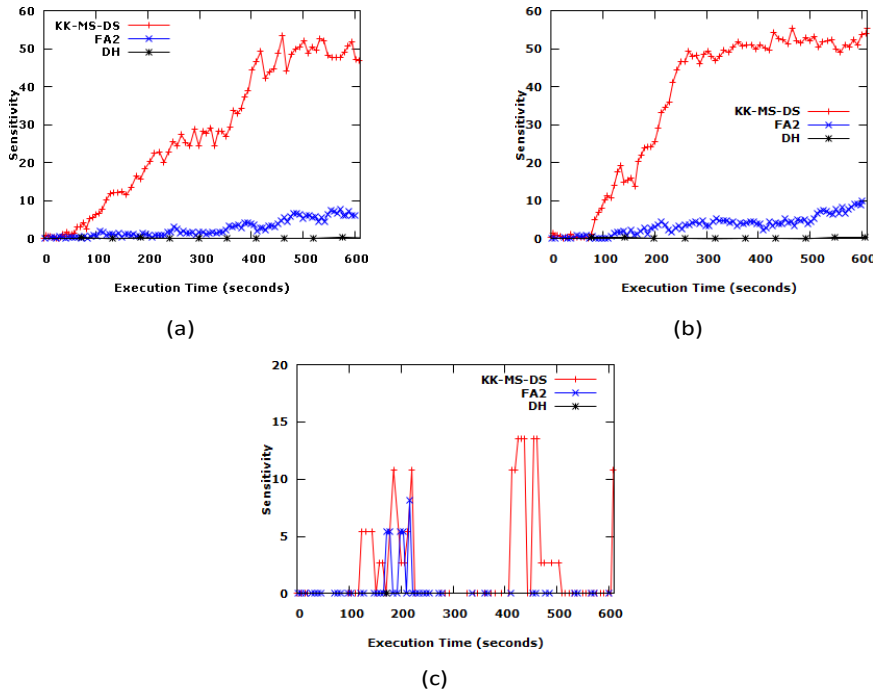 60
50
40
30
20
10
0
Sensitivity
KK-MS-DS
FA2
DH
0 100 200 300 400 500 600
Execution Time (seconds)
(a)
60
50
40
30
20
10
0
Sensitivity
KK-MS-DS
FA2
DH
0 100 200 300 400 500 600
Execution Time (seconds)
(b)
20
15
10
5
0
Sensitivity
KK-MS-DS
FA2
DH
0 100 200 300 400 500 600
Execution Time (seconds)
(c)